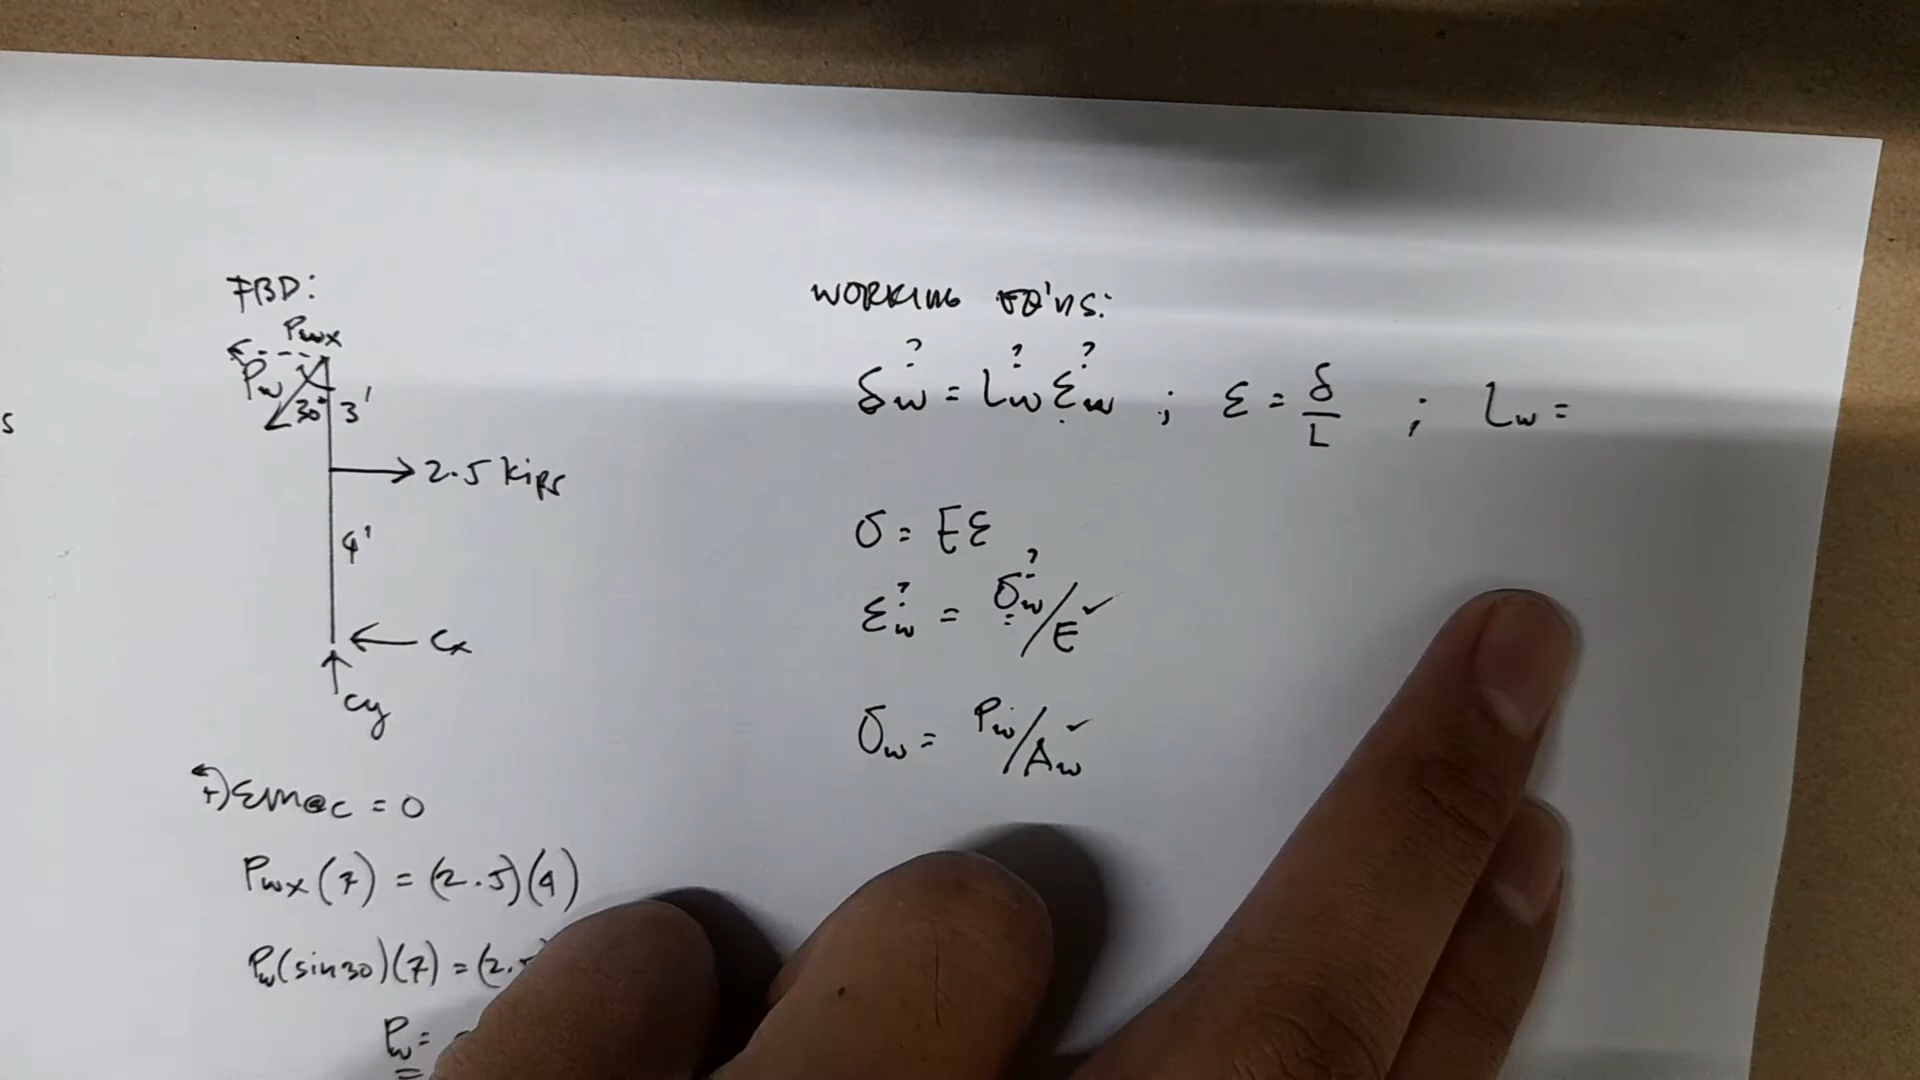 s
FBD:
Pwx
Pw
30°
3'
2.5 kips
4'
Cx
Cy
+) ΣM@C = 0
Pwx (7) = (2.5)(4)
Pw(sin30)(7) = (2.5
Pw =
WORKING EQ'NS:
? ? ?
δw = Lw εw ; ε = δ/L ; Lw =
σ = Eε
?
εw? = σw/E ✓
σw = Pw/Aw ✓